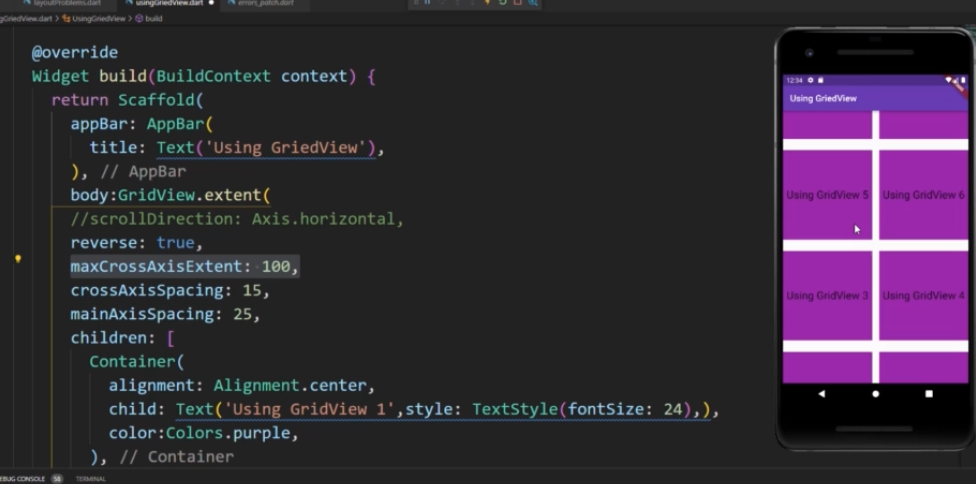 layoutProblems.dart usingGriedView.dart errors_patch.dart
gGriedView.dart > UsingGriedView > build
@override
Widget build(BuildContext context) {
return Scaffold(
appBar: AppBar(
title: Text('Using GriedView'),
), // AppBar
body:GridView.extent(
//scrollDirection: Axis.horizontal,
reverse: true,
maxCrossAxisExtent: 100,
crossAxisSpacing: 15,
mainAxisSpacing: 25,
children: [
Container(
alignment: Alignment.center,
child: Text('Using GridView 1',style: TextStyle(fontSize: 24),),
color:Colors.purple,
), // Container
EBUG CONSOLE 58 TERMINAL
12:34
Using GriedView
Using GridView 5 Using GridView 6
Using GridView 3 Using GridView 4